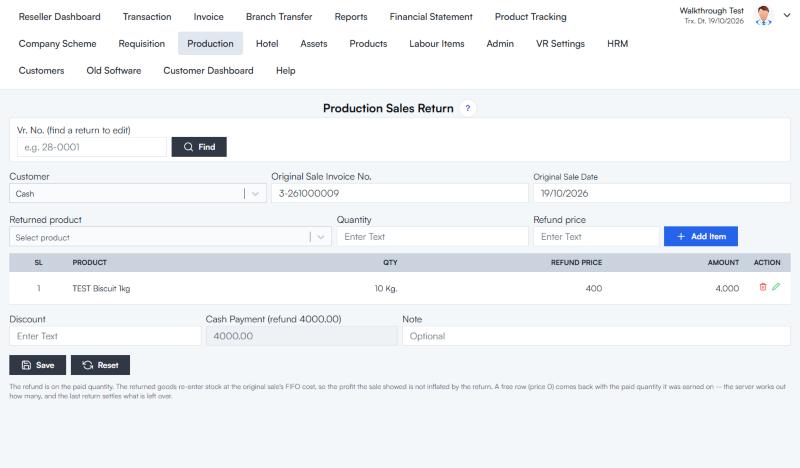 Reseller Dashboard Transaction Invoice Branch Transfer Reports Financial Statement Product Tracking
Walkthrough Test
Trx. Dt. 19/10/2026
Company Scheme Requisition Production Hotel Assets Products Labour Items Admin VR Settings HRM
Customers Old Software Customer Dashboard Help
Production Sales Return ?
Vr. No. (find a return to edit)
e.g. 28-0001 Find
Customer Original Sale Invoice No. Original Sale Date
Cash 3-261000009 19/10/2026
Returned product Quantity Refund price
Select product Enter Text Enter Text + Add Item
SL PRODUCT QTY REFUND PRICE AMOUNT ACTION
1 TEST Biscuit 1kg 10 Kg. 400 4,000
Discount Cash Payment (refund 4000.00) Note
Enter Text 4000.00 Optional
Save Reset
The refund is on the paid quantity. The returned goods re-enter stock at the original sale's FIFO cost, so the profit the sale showed is not inflated by the return. A free row (price 0) comes back with the paid quantity it was earned on -- the server works out
how many, and the last return settles what is left over.